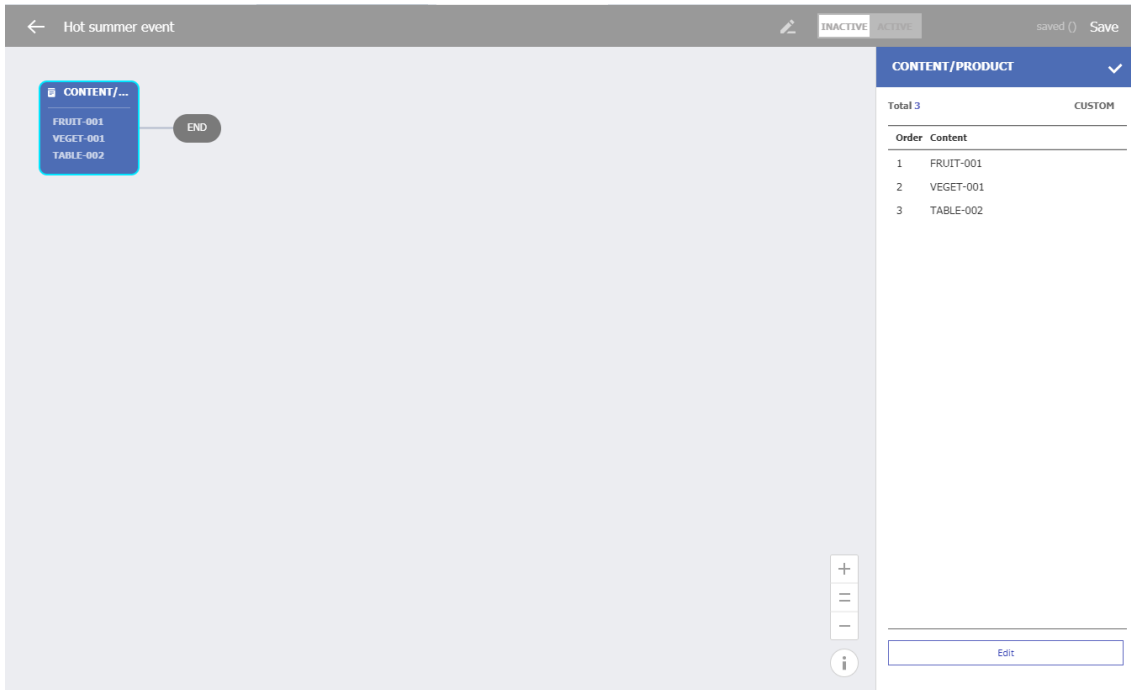 Hot summer event
INACTIVE ACTIVE
saved () Save
CONTENT/...
FRUIT-001
VEGET-001
TABLE-002
END
CONTENT/PRODUCT
Total 3 CUSTOM
Order Content
1 FRUIT-001
2 VEGET-001
3 TABLE-002
Edit